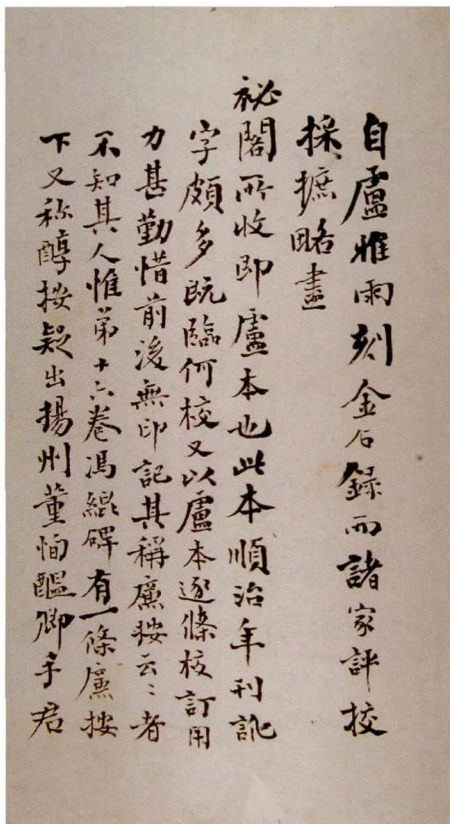 自盧雅雨刻金石錄而諸家評校
採摭略盡
祕閣所收即盧本也此本順治年刊訛
字頗多既臨何校又以盧本逐條校訂用
力甚勤惜前後無印記其稱廉按云〻者
不知其人惟第十六卷馮緄碑有一條廉按
下又称醇按疑出揚州董恂醞卿手君